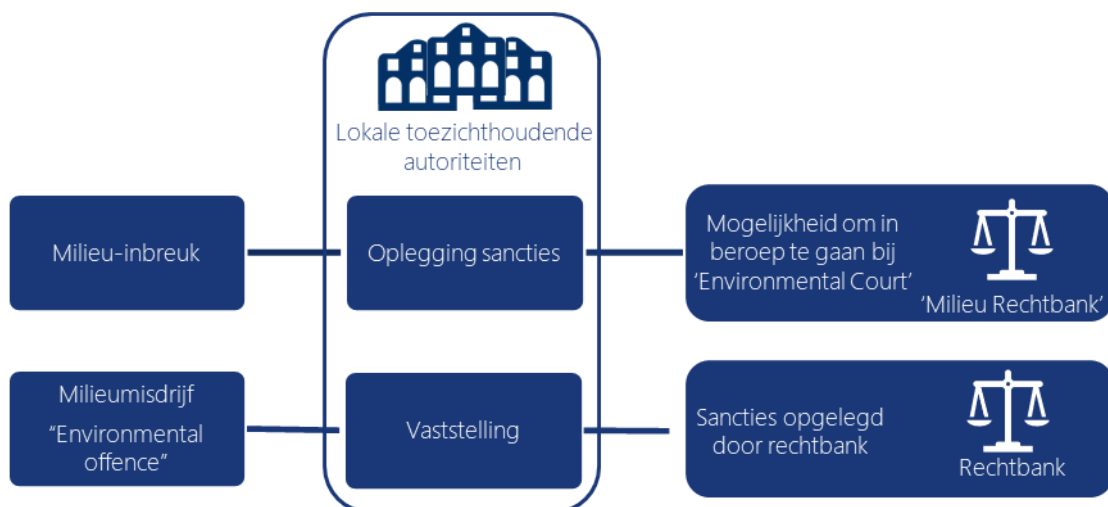 Lokale toezichthoudende
autoriteiten
Milieu-inbreuk
Oplegging sancties
Mogelijkheid om in
beroep te gaan bij
‘Environmental Court’
‘Milieu Rechtbank’
Milieumisdrijf
“Environmental
offence”
Vaststelling
Sancties opgelegd
door rechtbank
Rechtbank